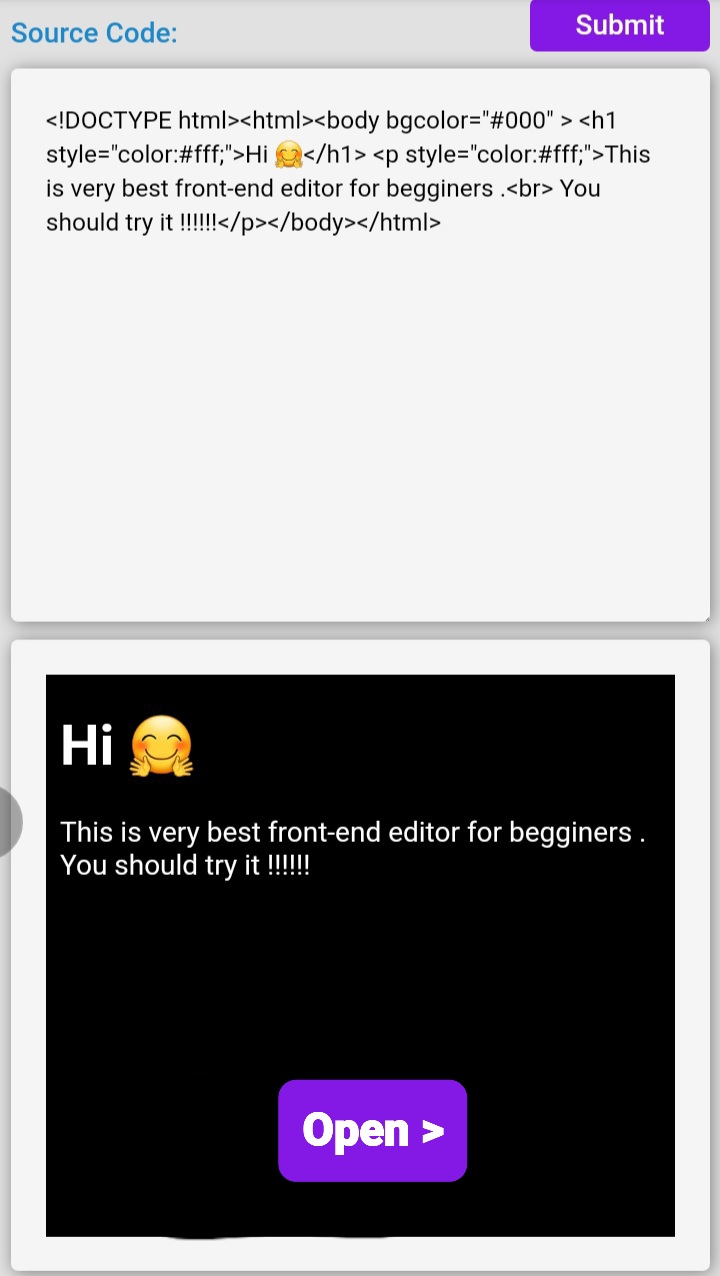 Source Code:
Submit
<!DOCTYPE html><html><body bgcolor="#000" > <h1
style="color:#fff;">Hi 🤗</h1> <p style="color:#fff;">This
is very best front-end editor for begginers .<br> You
should try it !!!!!!</p></body></html>
Hi 🤗
This is very best front-end editor for begginers .
You should try it !!!!!!
Open >